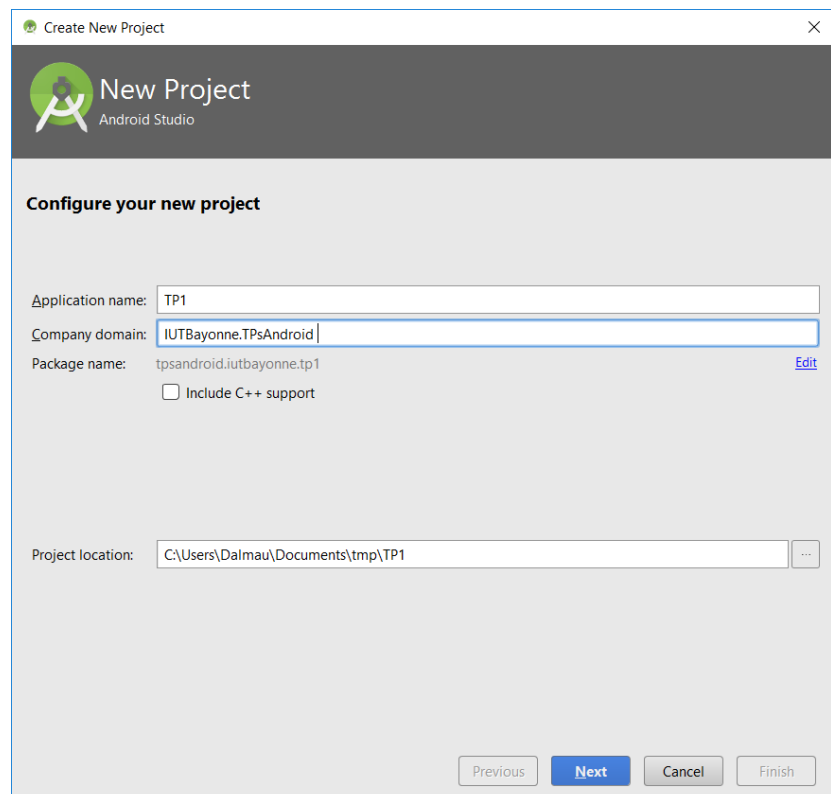 Create New Project
New Project
Android Studio
Configure your new project
Application name: TP1
Company domain: IUTBayonne.TPsAndroid
Package name: tpsandroid.iutbayonne.tp1 Edit
Include C++ support
Project location: C:\Users\Dalmau\Documents\tmp\TP1 ...
Previous Next Cancel Finish